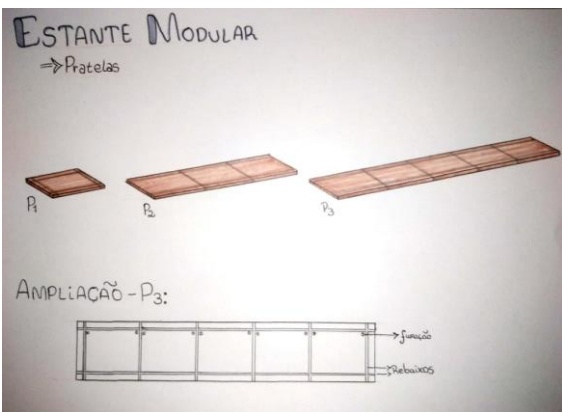 ESTANTE MODULAR
⇒Pratelas
P1
P2
P3
AMPLIAÇÃO-P3:
furação
Rebaixos